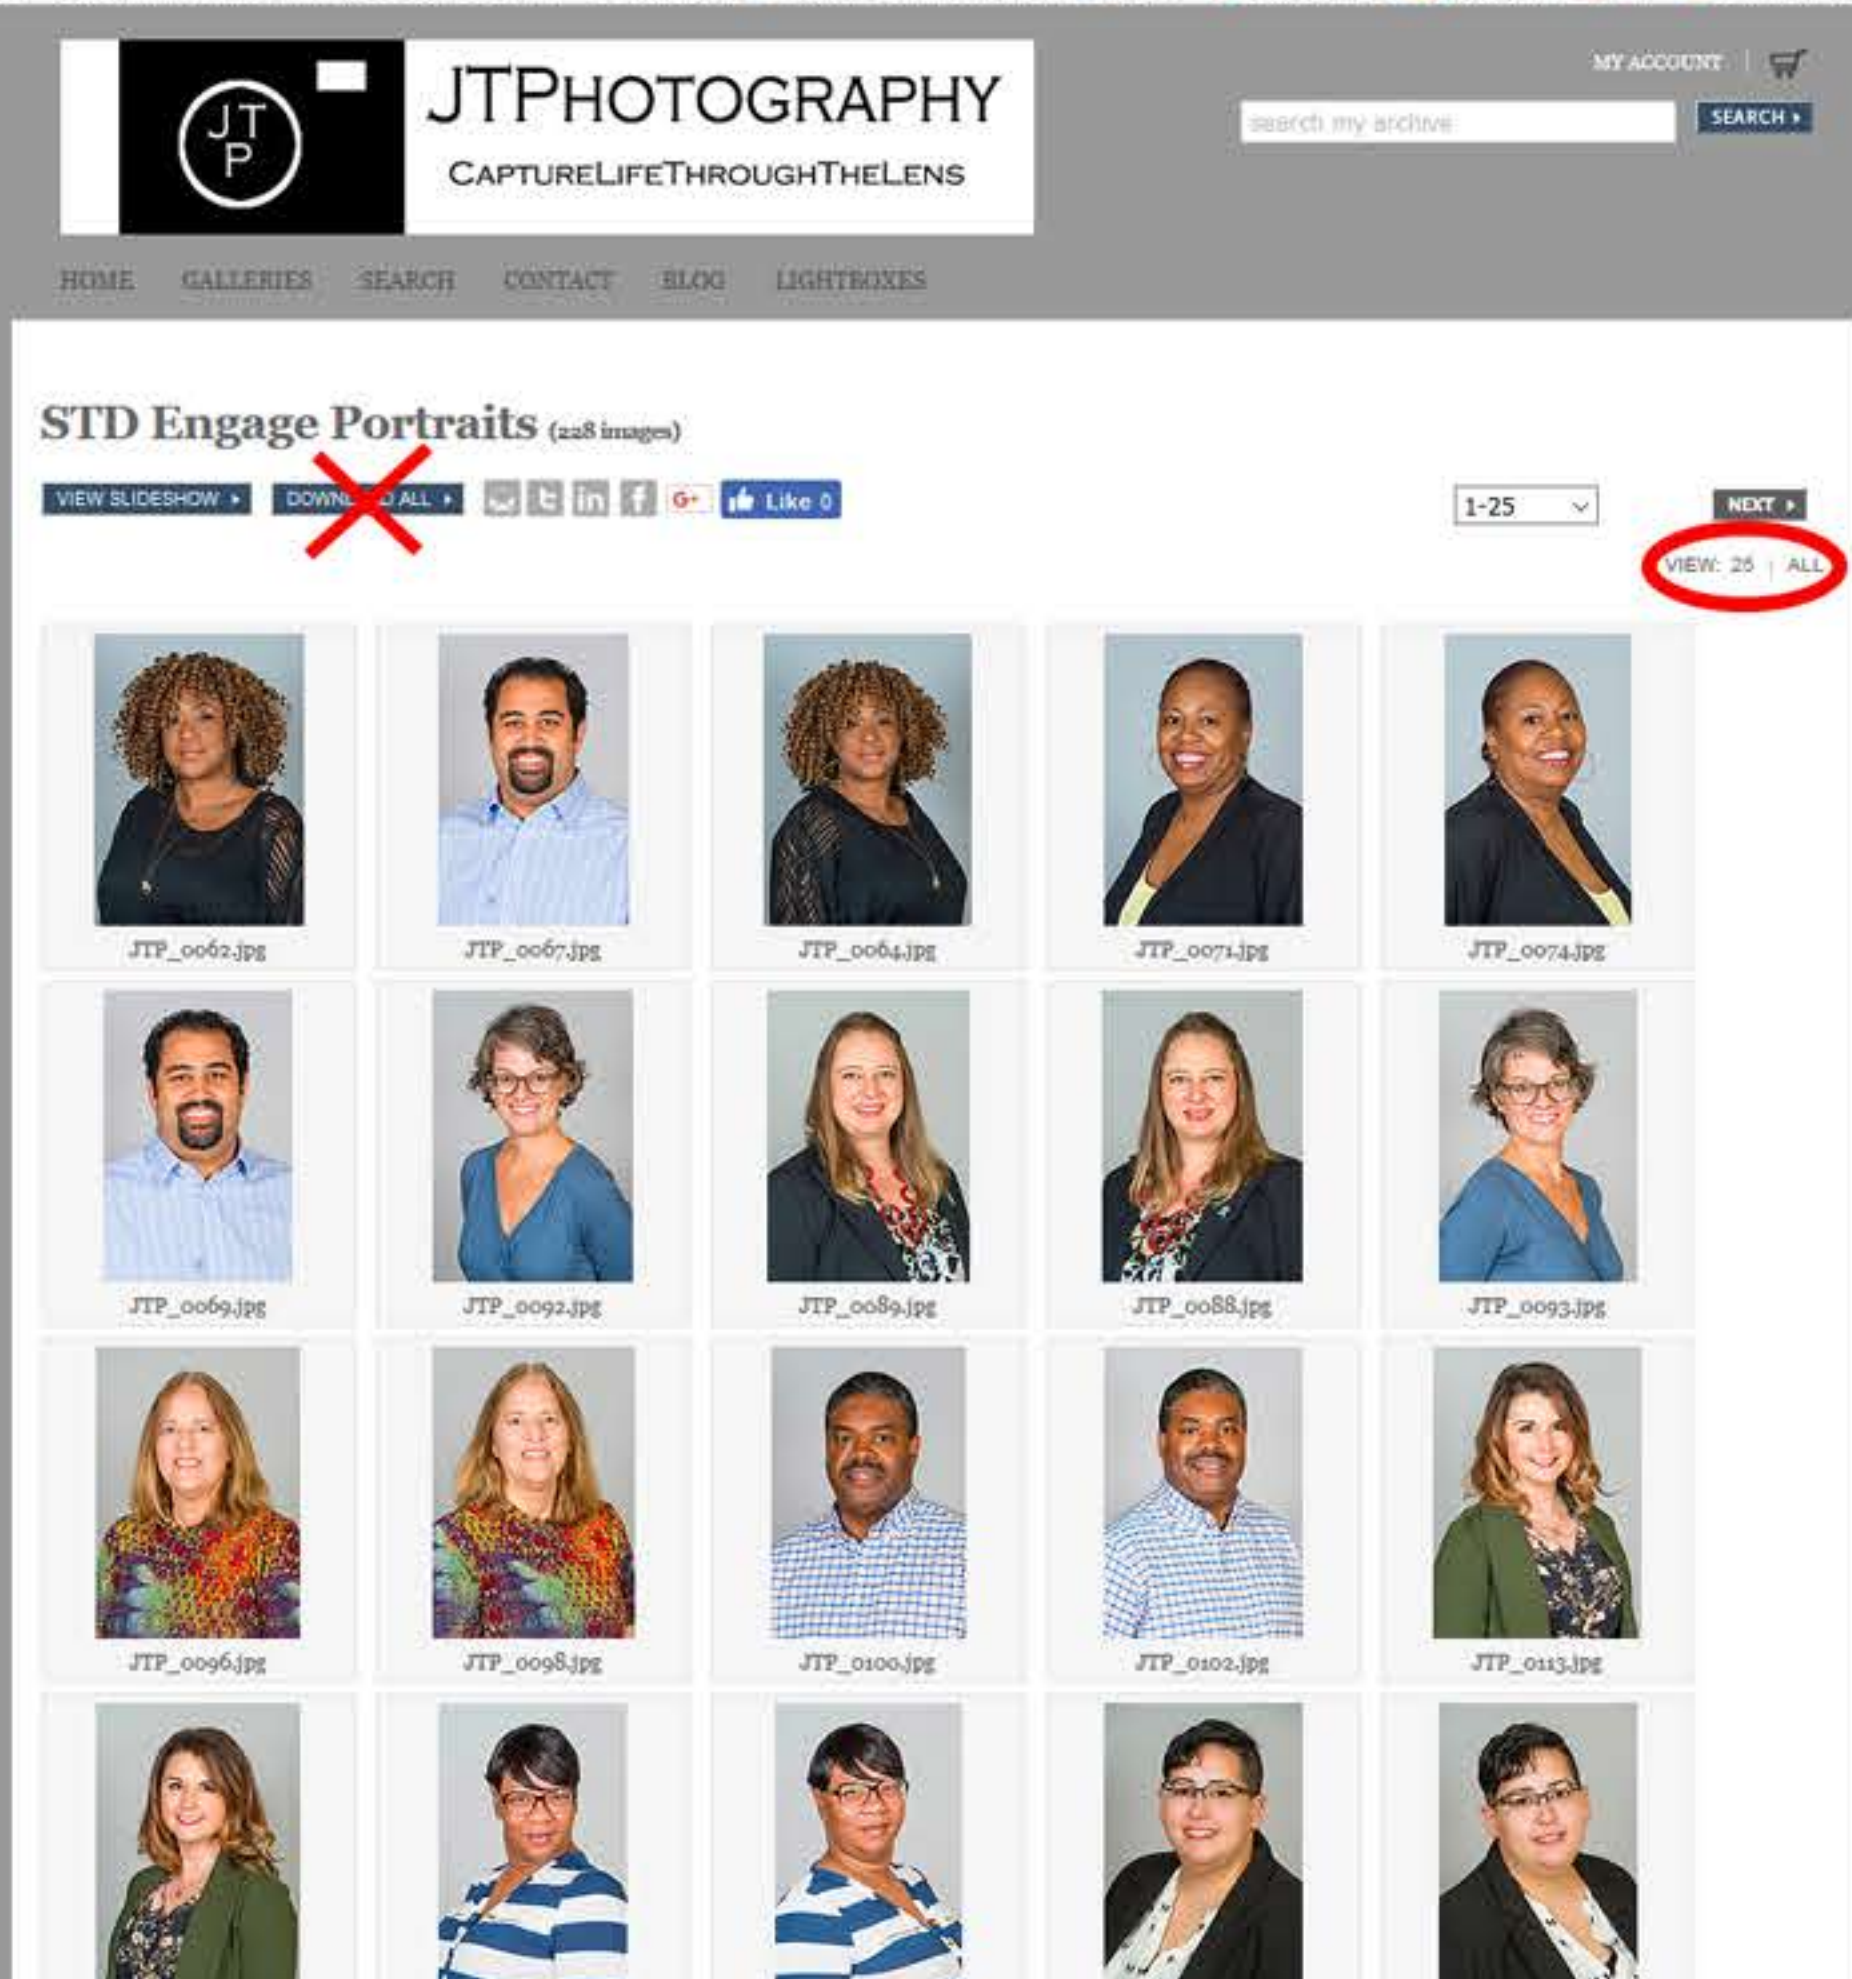 JT
P
JTPHOTOGRAPHY
CAPTURELIFETHROUGHTHELENS
MY ACCOUNT
search my archive
SEARCH
HOME GALLERIES SEARCH CONTACT BLOG LIGHTBOXES
STD Engage Portraits (228 images)
VIEW SLIDESHOW DOWNLOAD ALL t in f G+ Like 0 1-25 NEXT
VIEW: 25 | ALL
JTP_0062.jpg JTP_0067.jpg JTP_0064.jpg JTP_0071.jpg JTP_0074.jpg
JTP_0069.jpg JTP_0092.jpg JTP_0089.jpg JTP_0088.jpg JTP_0093.jpg
JTP_0096.jpg JTP_0098.jpg JTP_0100.jpg JTP_0102.jpg JTP_0113.jpg